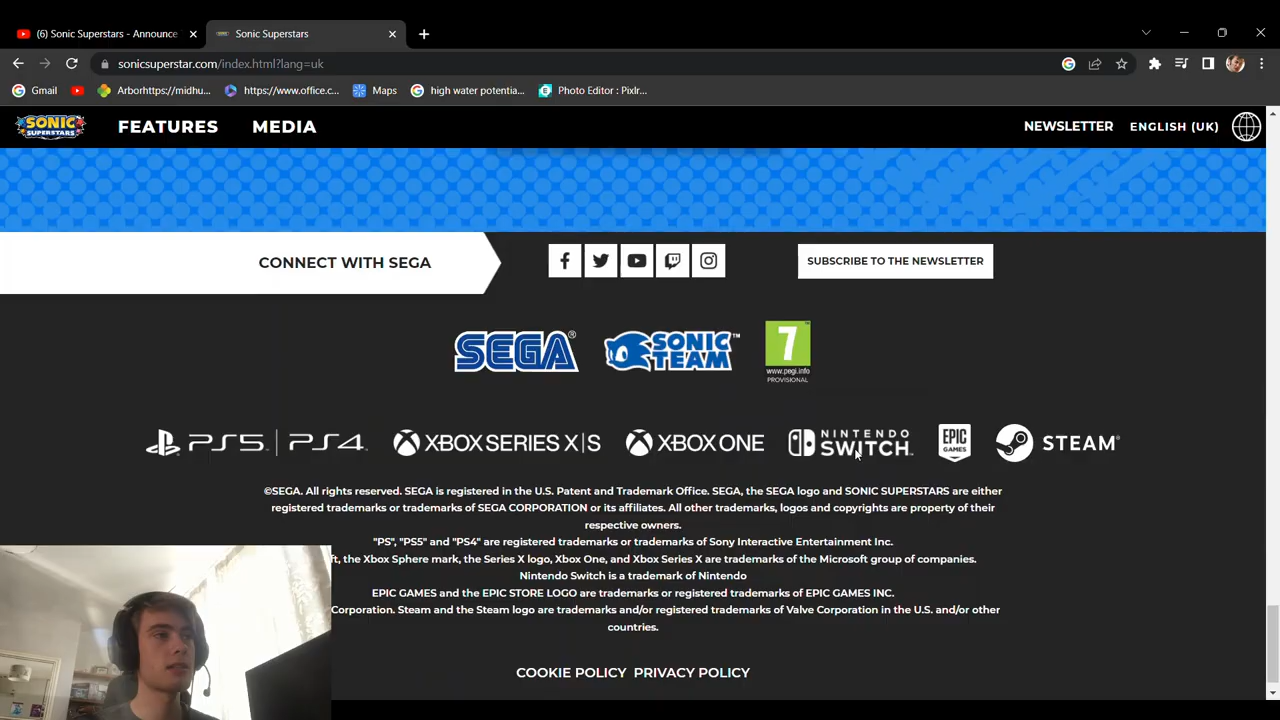 (6) Sonic Superstars - Announce
Sonic Superstars
sonicsuperstar.com/index.html?lang=uk
Gmail
Arborhttps://midhu...
https://www.office.c...
Maps
high water potentia...
Photo Editor : Pixlr...
SONIC SUPERSTARS
FEATURES
MEDIA
NEWSLETTER
ENGLISH (UK)
CONNECT WITH SEGA
SUBSCRIBE TO THE NEWSLETTER
SEGA®
SONIC TEAM™
7
www.pegi.info
PROVISIONAL
PS5 | PS4
XBOX SERIES X|S
XBOX ONE
NINTENDO
SWITCH™
EPIC
GAMES
STEAM®
©SEGA. All rights reserved. SEGA is registered in the U.S. Patent and Trademark Office. SEGA, the SEGA logo and SONIC SUPERSTARS are either
registered trademarks or trademarks of SEGA CORPORATION or its affiliates. All other trademarks, logos and copyrights are property of their
respective owners.
"PS", "PS5" and "PS4" are registered trademarks or trademarks of Sony Interactive Entertainment Inc.
ft, the Xbox Sphere mark, the Series X logo, Xbox One, and Xbox Series X are trademarks of the Microsoft group of companies.
Nintendo Switch is a trademark of Nintendo
EPIC GAMES and the EPIC STORE LOGO are trademarks or registered trademarks of EPIC GAMES INC.
Corporation. Steam and the Steam logo are trademarks and/or registered trademarks of Valve Corporation in the U.S. and/or other
countries.
COOKIE POLICY
PRIVACY POLICY